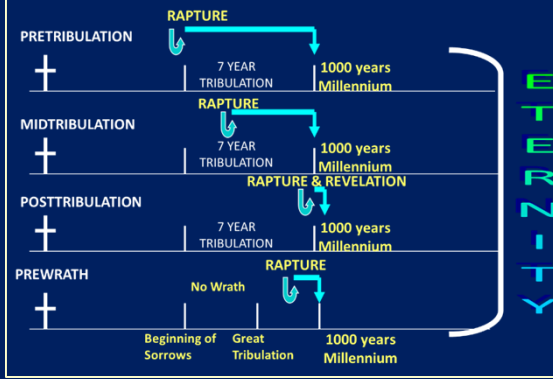 RAPTURE
PRETRIBULATION
7 YEAR
TRIBULATION
1000 years
Millennium
RAPTURE
MIDTRIBULATION
7 YEAR
TRIBULATION
1000 years
Millennium
RAPTURE & REVELATION
POSTTRIBULATION
7 YEAR
TRIBULATION
1000 years
Millennium
RAPTURE
PREWRATH
No Wrath
Beginning of
Sorrows
Great
Tribulation
1000 years
Millennium
ETERNITY